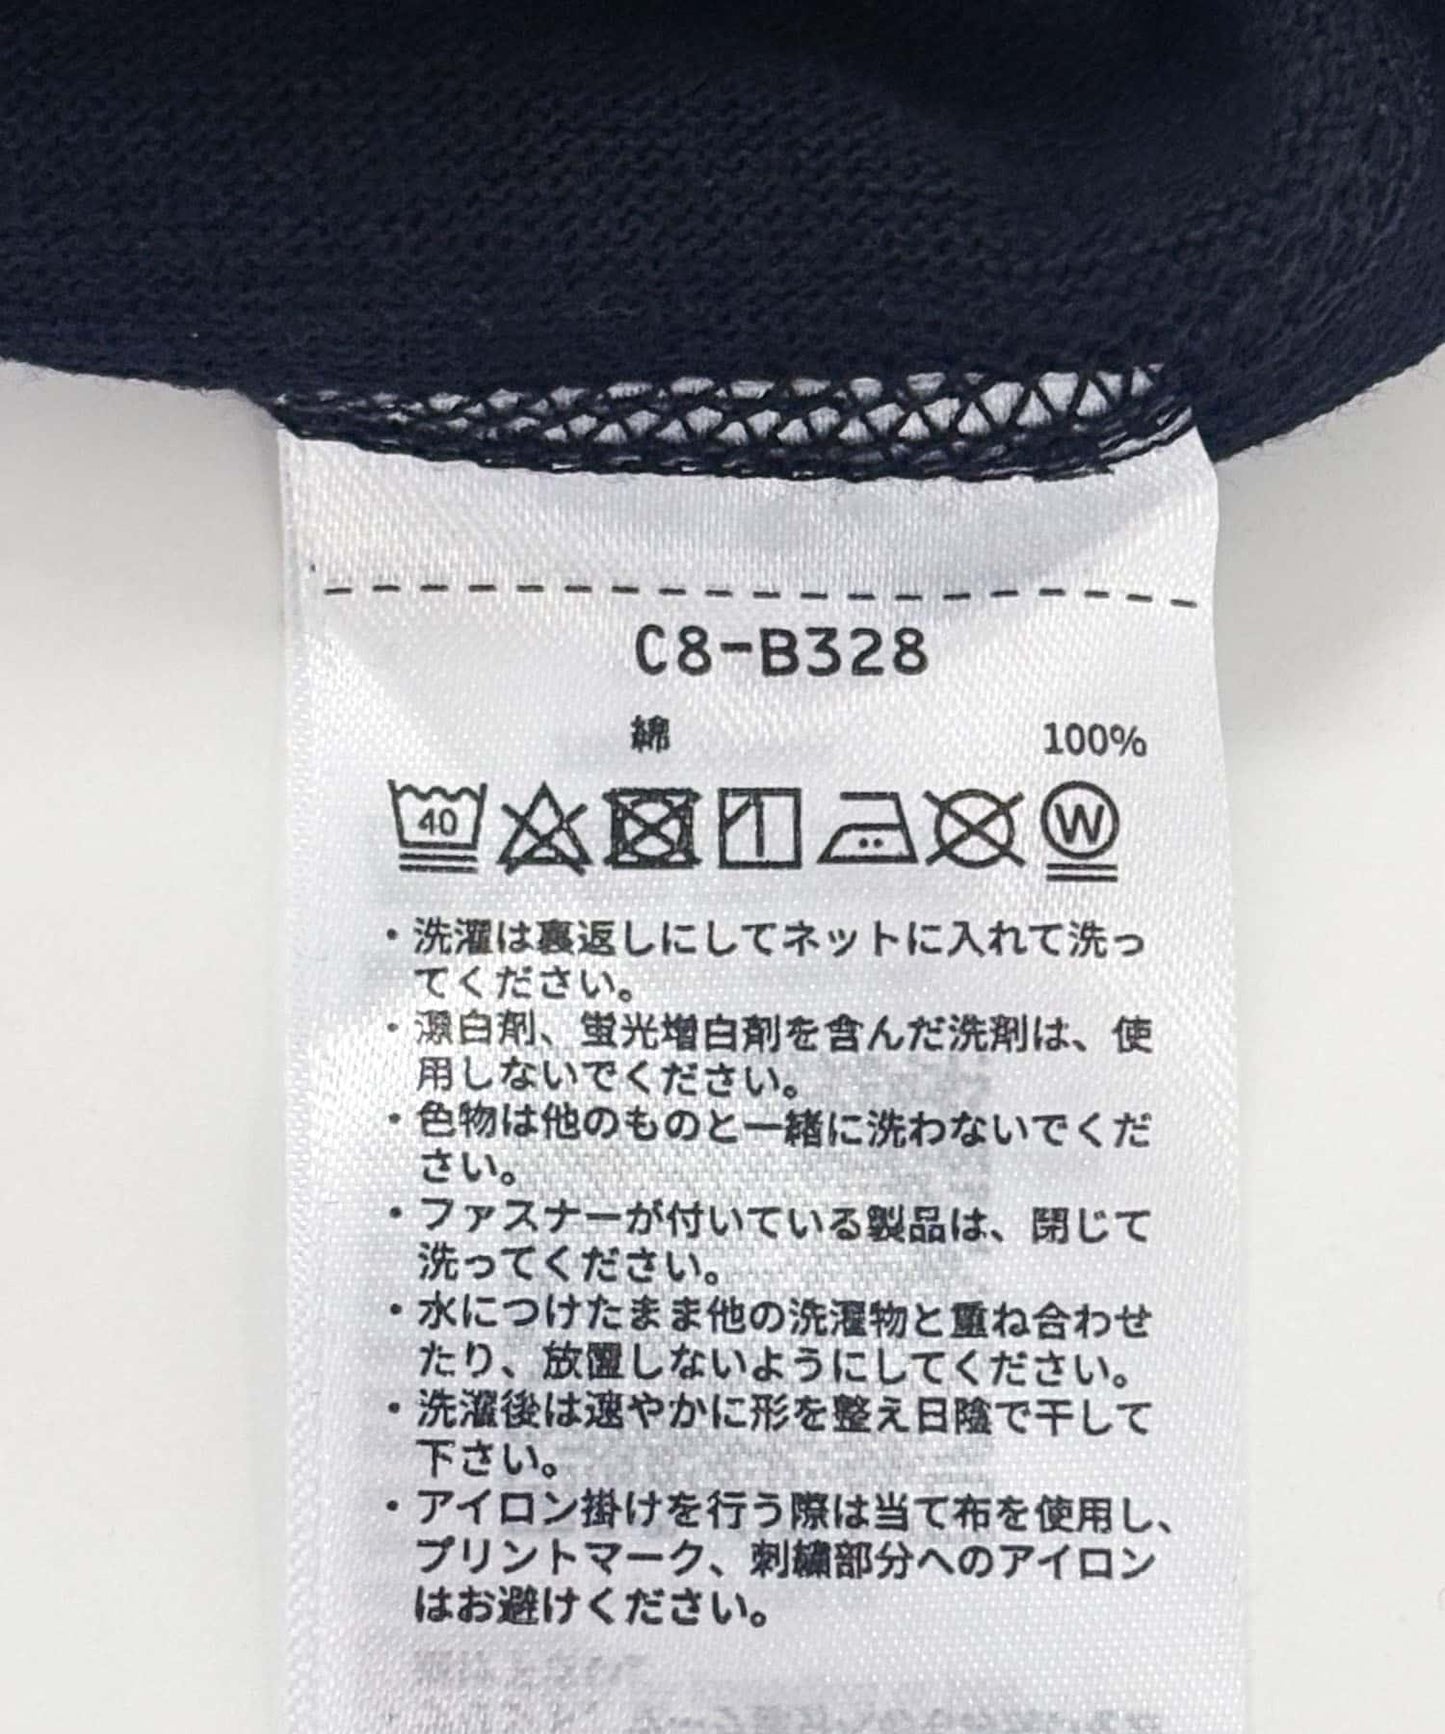 C8-B328
綿 100%
40
W
・洗濯は裏返しにしてネットに入れて洗っ
てください。
・漂白剤、蛍光増白剤を含んだ洗剤は、使
用しないでください。
・色物は他のものと一緒に洗わないでくだ
さい。
・ファスナーが付いている製品は、閉じて
洗ってください。
・水につけたまま他の洗濯物と重ね合わせ
たり、放置しないようにしてください。
・洗濯後は速やかに形を整え日陰で干して
下さい。
・アイロン掛けを行う際は当て布を使用し、
プリントマーク、刺繍部分へのアイロン
はお避けください。